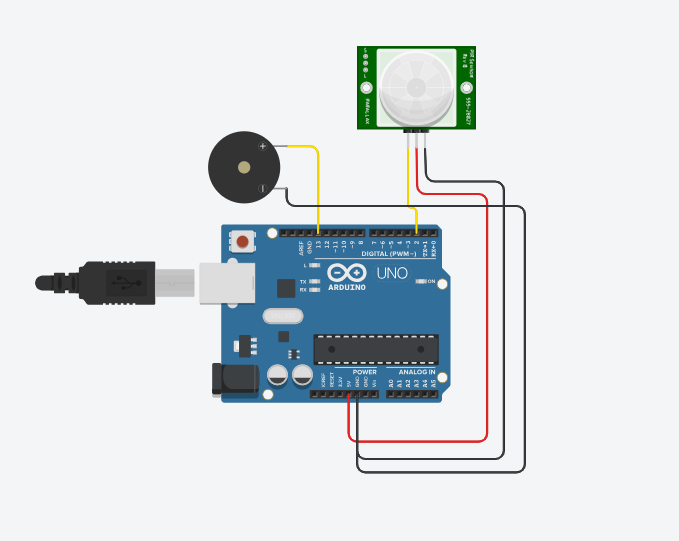 PIR Sensor
Rev B
555-28027
PARALLAX
+
AREF
GND
13
12
~11
~10
~9
8
7
~6
~5
4
~3
2
TX→1
RX←0
DIGITAL (PWM~)
L
TX
RX
ARDUINO
UNO
ON
POWER
ANALOG IN
IOREF
RESET
3.3V
5V
GND
GND
Vin
A0
A1
A2
A3
A4
A5